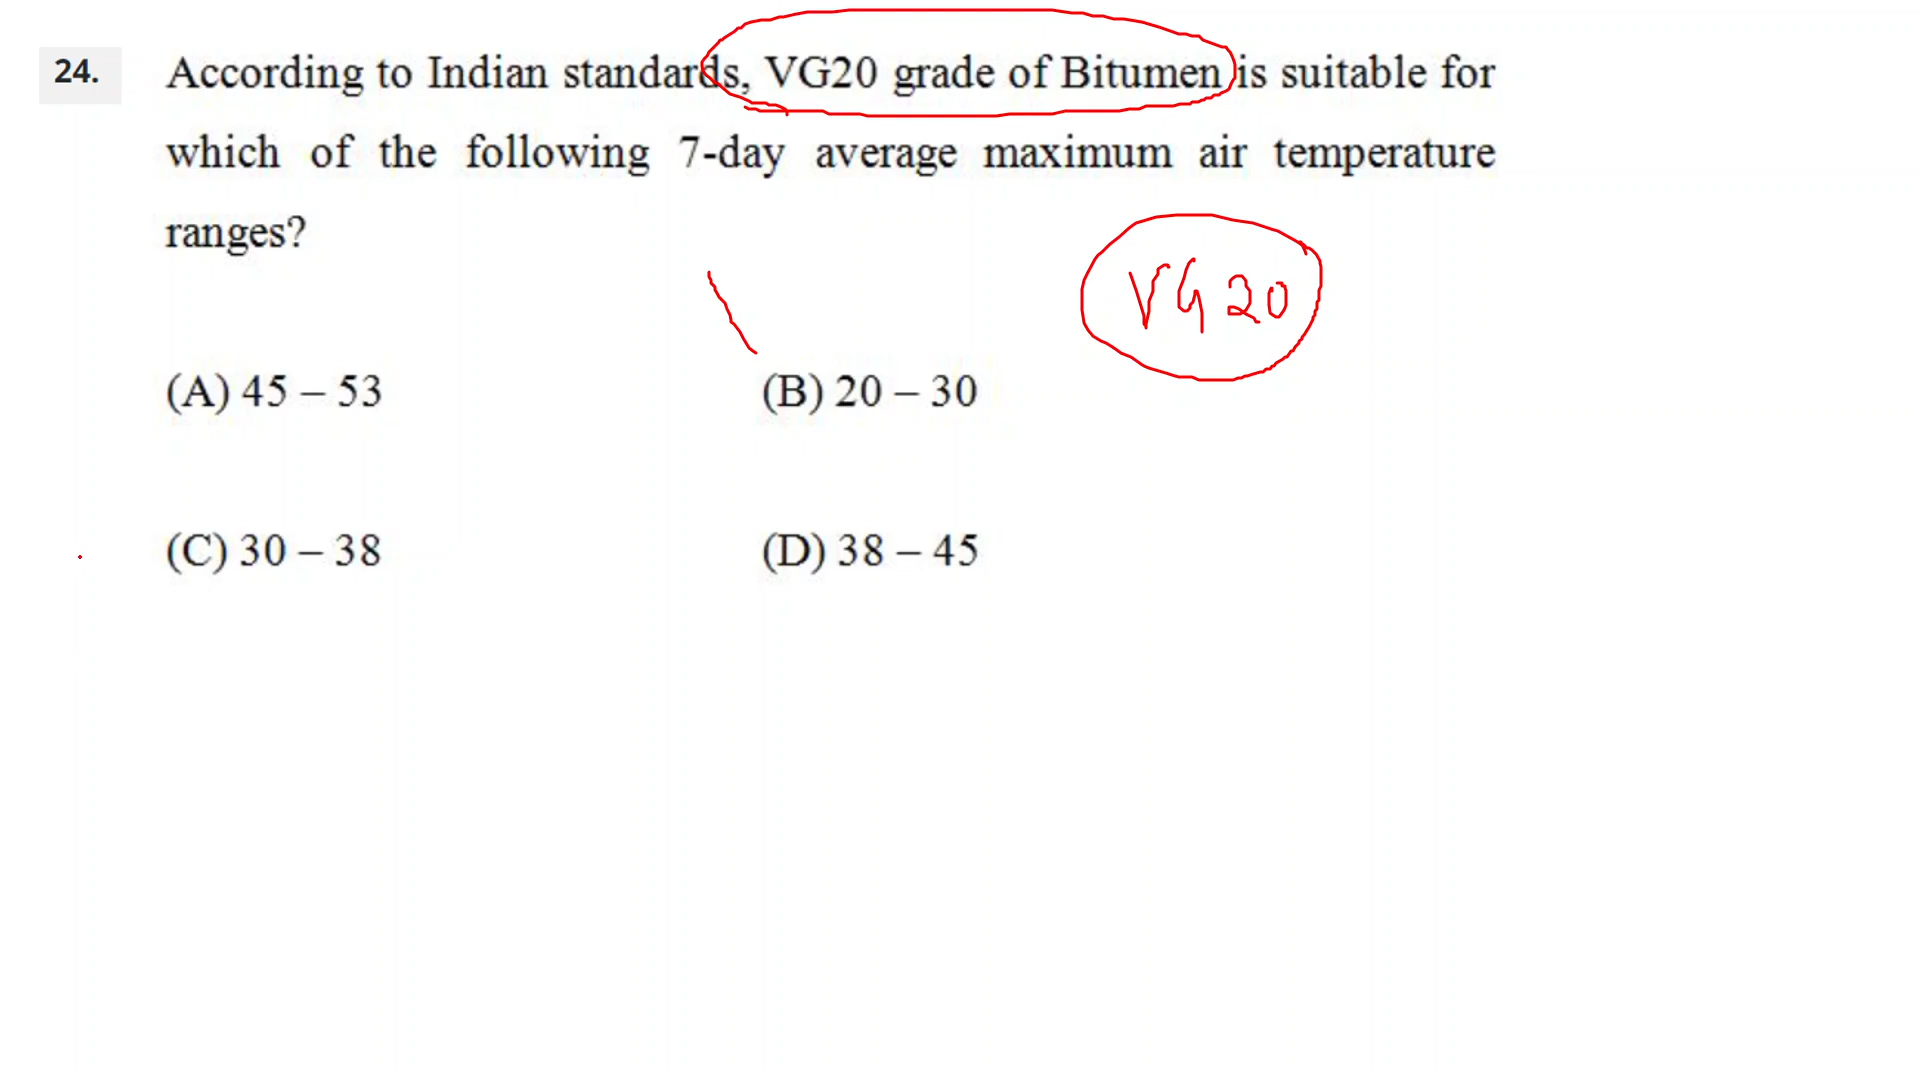 24. According to Indian standards, VG20 grade of Bitumen is suitable for
which of the following 7-day average maximum air temperature
ranges?
VG20
(A) 45 – 53 (B) 20 – 30
(C) 30 – 38 (D) 38 – 45